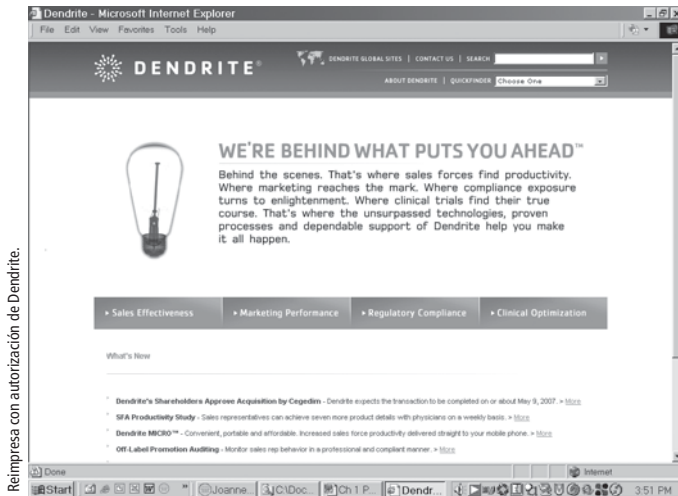 Dendrite - Microsoft Internet Explorer
File Edit View Favorites Tools Help
DENDRITE®
DENDRITE GLOBAL SITES | CONTACT US | SEARCH
ABOUT DENDRITE | QUICKFINDER Choose One
WE'RE BEHIND WHAT PUTS YOU AHEAD™
Behind the scenes. That's where sales forces find productivity.
Where marketing reaches the mark. Where compliance exposure
turns to enlightenment. Where clinical trials find their true
course. That's where the unsurpassed technologies, proven
processes and dependable support of Dendrite help you make
it all happen.
Sales Effectiveness
Marketing Performance
Regulatory Compliance
Clinical Optimization
What's New
Dendrite's Shareholders Approve Acquisition by Cegedim - Dendrite expects the transaction to be completed on or about May 9, 2007. » More
SFA Productivity Study - Sales representatives can achieve seven more product details with physicians on a weekly basis. » More
Dendrite MICRO™ - Convenient, portable and affordable. Increased sales force productivity delivered straight to your mobile phone. » More
Off-Label Promotion Auditing - Monitor sales rep behavior in a professional and compliant manner. » More
Done
Internet
Start
Joanne...
C:\Doc...
Ch 1 P...
Dendr...
3:51 PM
Reimpresa con autorización de Dendrite.